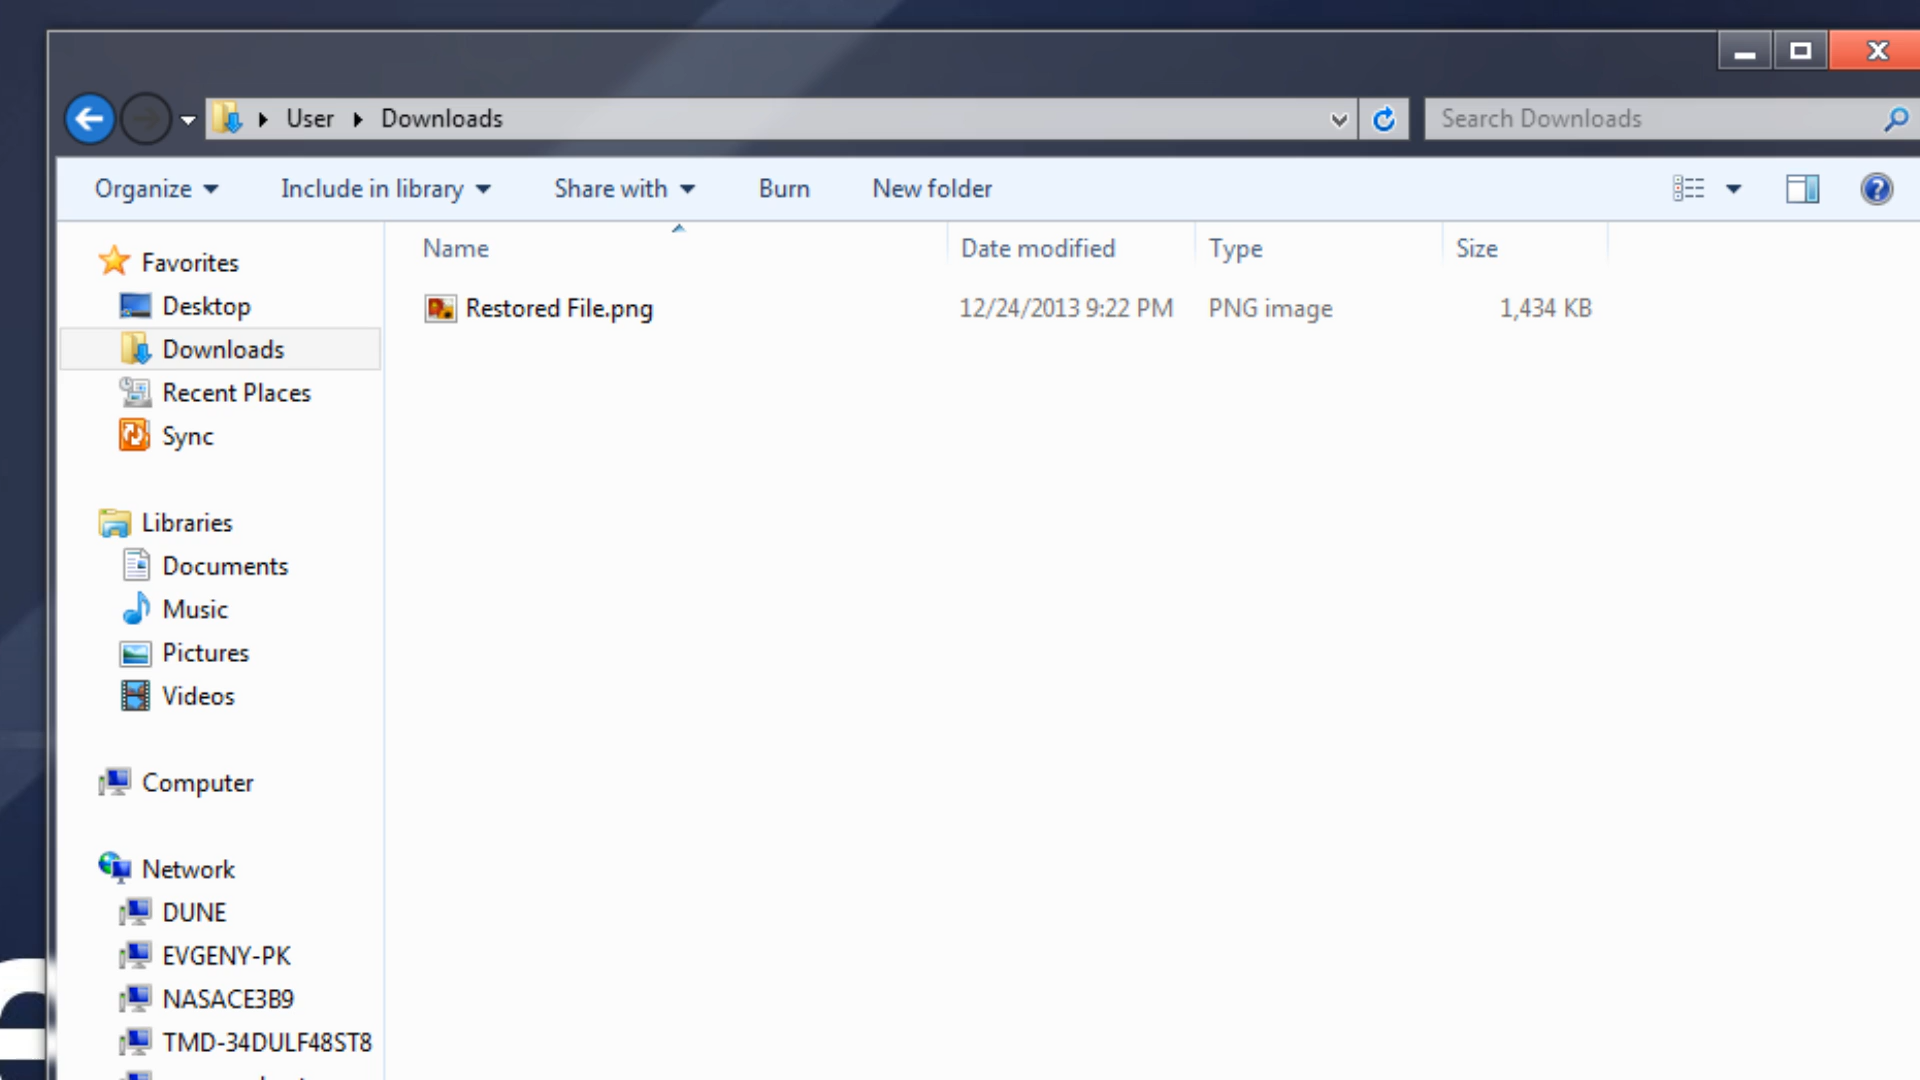 User Downloads
Search Downloads
Organize Include in library Share with Burn New folder
Name Date modified Type Size
Restored File.png 12/24/2013 9:22 PM PNG image 1,434 KB
Favorites
Desktop
Downloads
Recent Places
Sync
Libraries
Documents
Music
Pictures
Videos
Computer
Network
DUNE
EVGENY-PK
NASACE3B9
TMD-34DULF48ST8